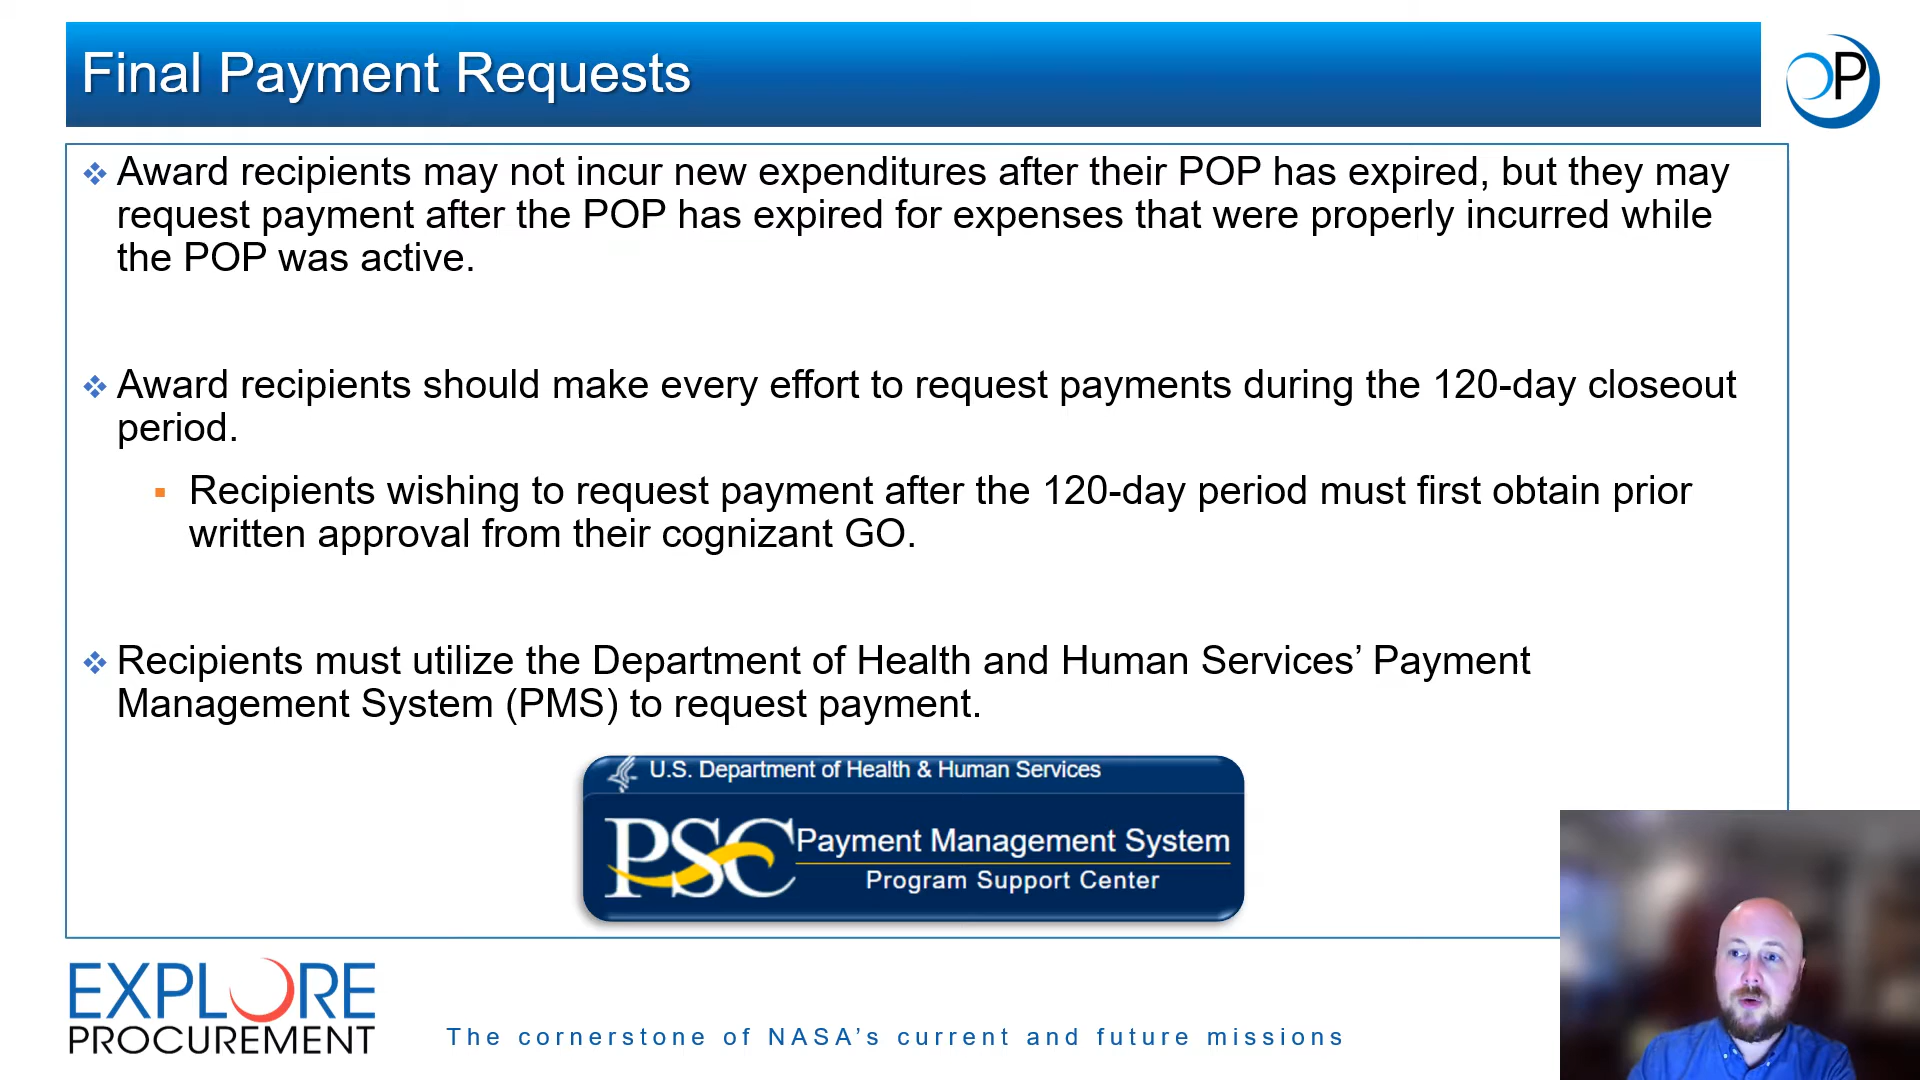 Final Payment Requests
P
Award recipients may not incur new expenditures after their POP has expired, but they may
request payment after the POP has expired for expenses that were properly incurred while
the POP was active.
Award recipients should make every effort to request payments during the 120-day closeout
period.
Recipients wishing to request payment after the 120-day period must first obtain prior
written approval from their cognizant GO.
Recipients must utilize the Department of Health and Human Services’ Payment
Management System (PMS) to request payment.
U.S. Department of Health & Human Services
PSC
Payment Management System
Program Support Center
EXPLORE
PROCUREMENT
The cornerstone of NASA’s current and future missions